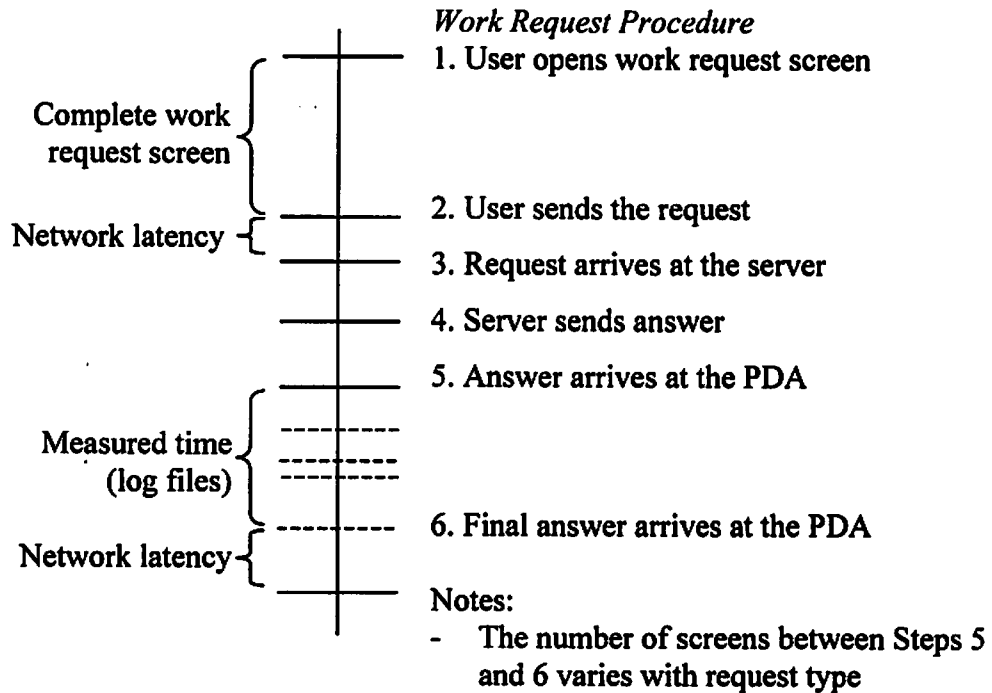 Work Request Procedure
1. User opens work request screen
Complete work
request screen
2. User sends the request
Network latency
3. Request arrives at the server
4. Server sends answer
5. Answer arrives at the PDA
Measured time
(log files)
6. Final answer arrives at the PDA
Network latency
Notes:
- The number of screens between Steps 5
and 6 varies with request type